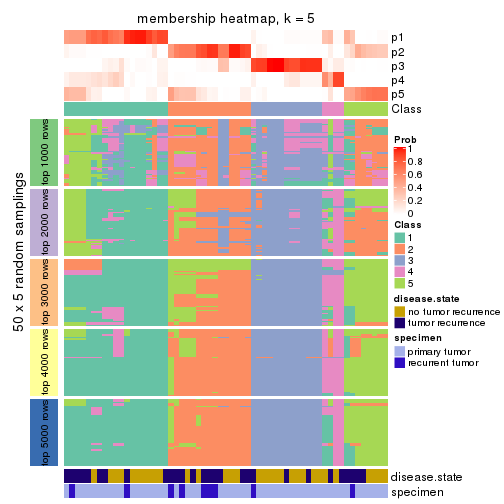 membership heatmap, k = 5
p1
p2
p3
p4
p5
Class
50 x 5 random samplings
top 1000 rows
top 2000 rows
top 3000 rows
top 4000 rows
top 5000 rows
disease.state
specimen
Prob
1
0.8
0.6
0.4
0.2
0
Class
1
2
3
4
5
disease.state
no tumor recurrence
tumor recurrence
specimen
primary tumor
recurrent tumor